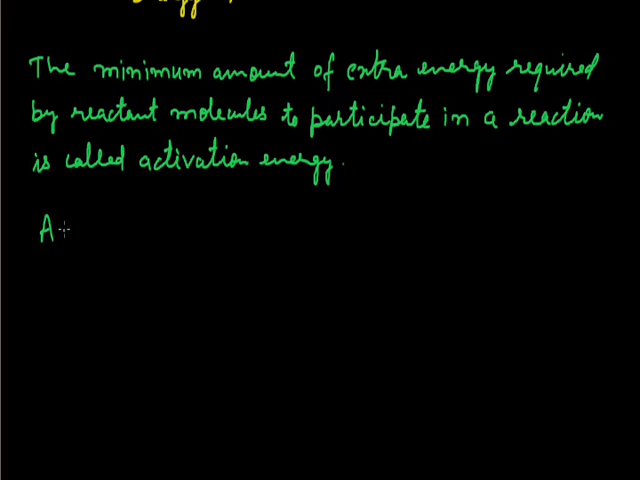 The minimum amount of extra energy required
by reactant molecules to participate in a reaction
is called activation energy.
A